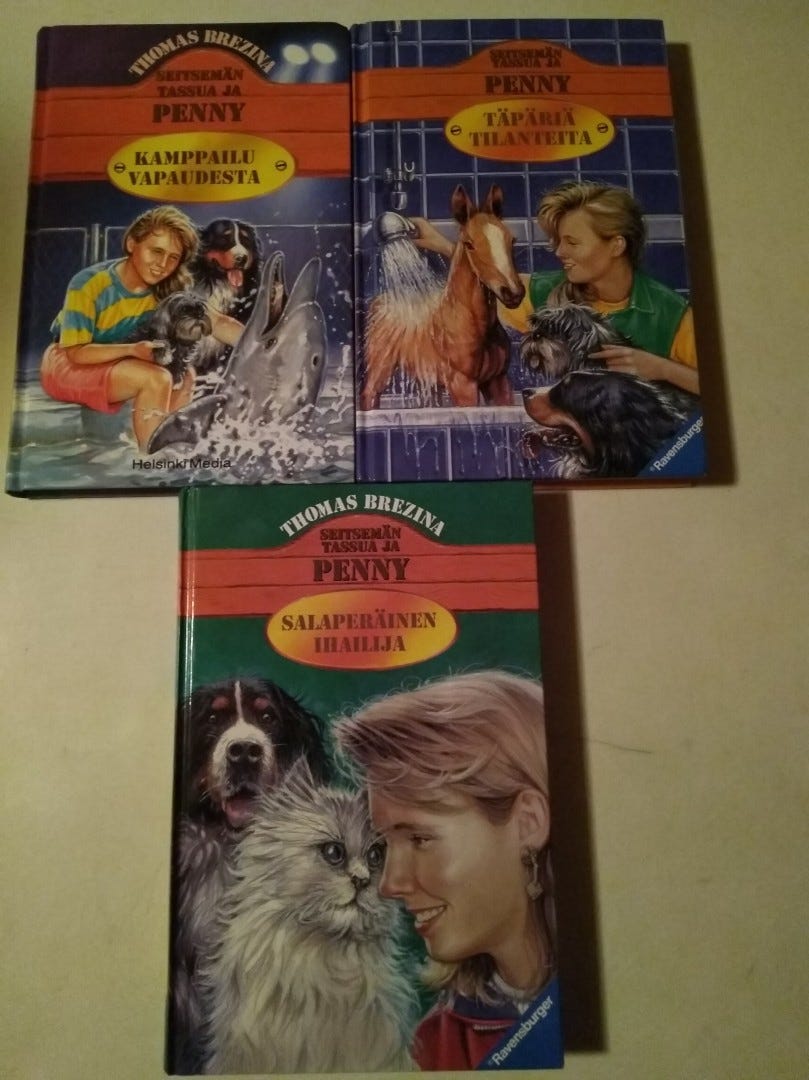 THOMAS BREZINA
SEITSEMÄN
TASSUA JA
PENNY
KAMPPAILU
VAPAUDESTA
Helsinki Media
SEITSEMÄN
TASSUA JA
PENNY
TÄPÄRIÄ
TILANTEITA
Ravensburger
THOMAS BREZINA
SEITSEMÄN
TASSUA JA
PENNY
SALAPERÄINEN
IHAILIJA
Ravensburger